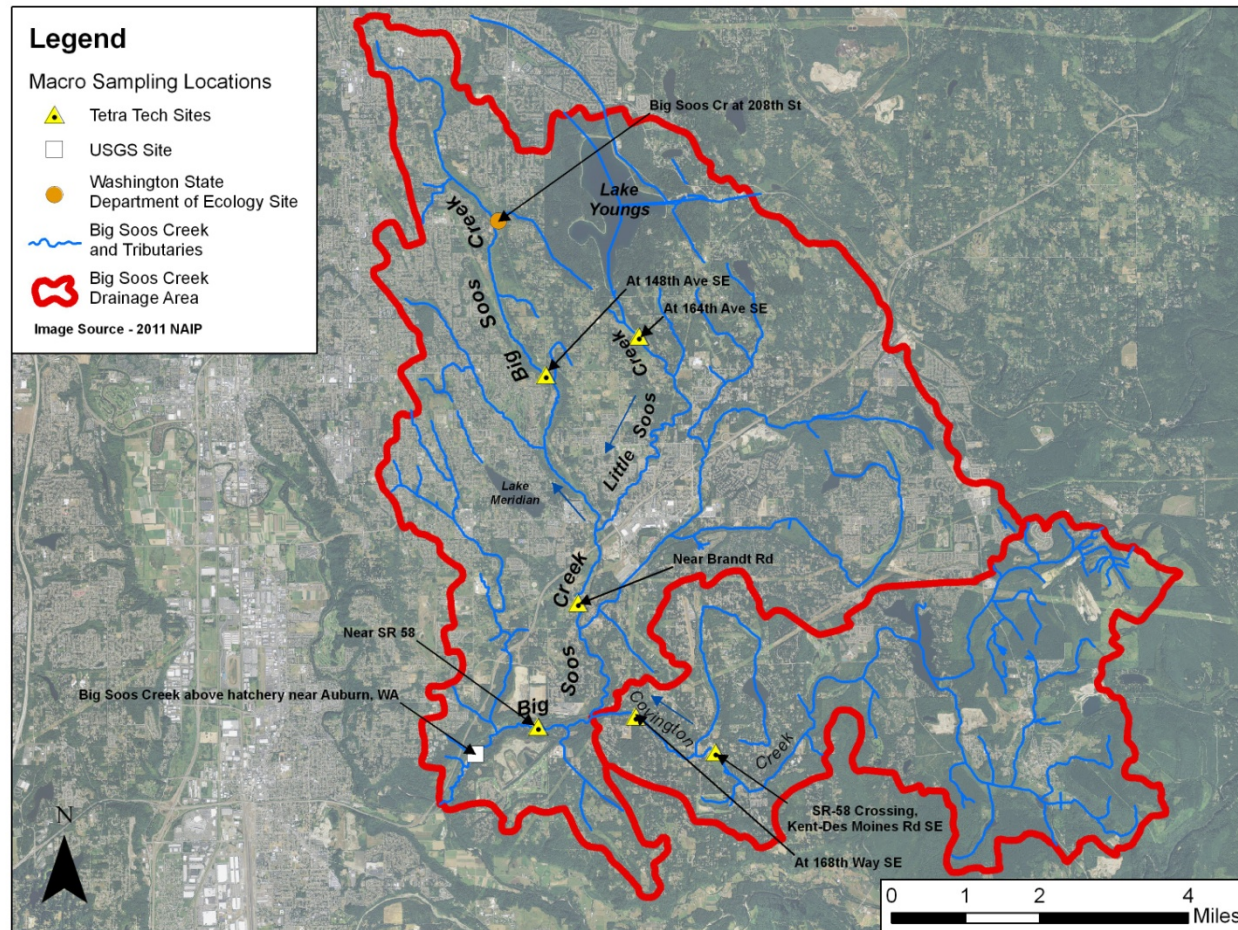 Legend
Macro Sampling Locations
Tetra Tech Sites
USGS Site
Washington State
Department of Ecology Site
Big Soos Creek
and Tributaries
Big Soos Creek
Drainage Area
Image Source - 2011 NAIP
Big Soos Cr at 208th St
Lake
Youngs
Big Soos Creek
At 148th Ave SE
At 164th Ave SE
Little Soos Creek
Lake
Meridian
Near Brandt Rd
Near SR 58
Big Soos Creek above hatchery near Auburn, WA
Big Soos Creek
Covington Creek
SR-58 Crossing,
Kent-Des Moines Rd SE
At 168th Way SE
N
0 1 2 4
Miles